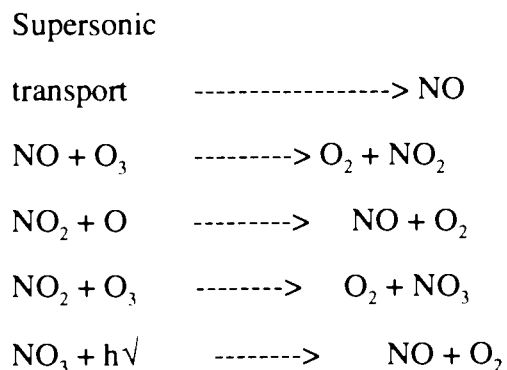 Supersonic
transport ------------------> NO
NO + O₃ ---------> O₂ + NO₂
NO₂ + O ---------> NO + O₂
NO₂ + O₃ --------> O₂ + NO₃
NO₃ + h√ --------> NO + O₂